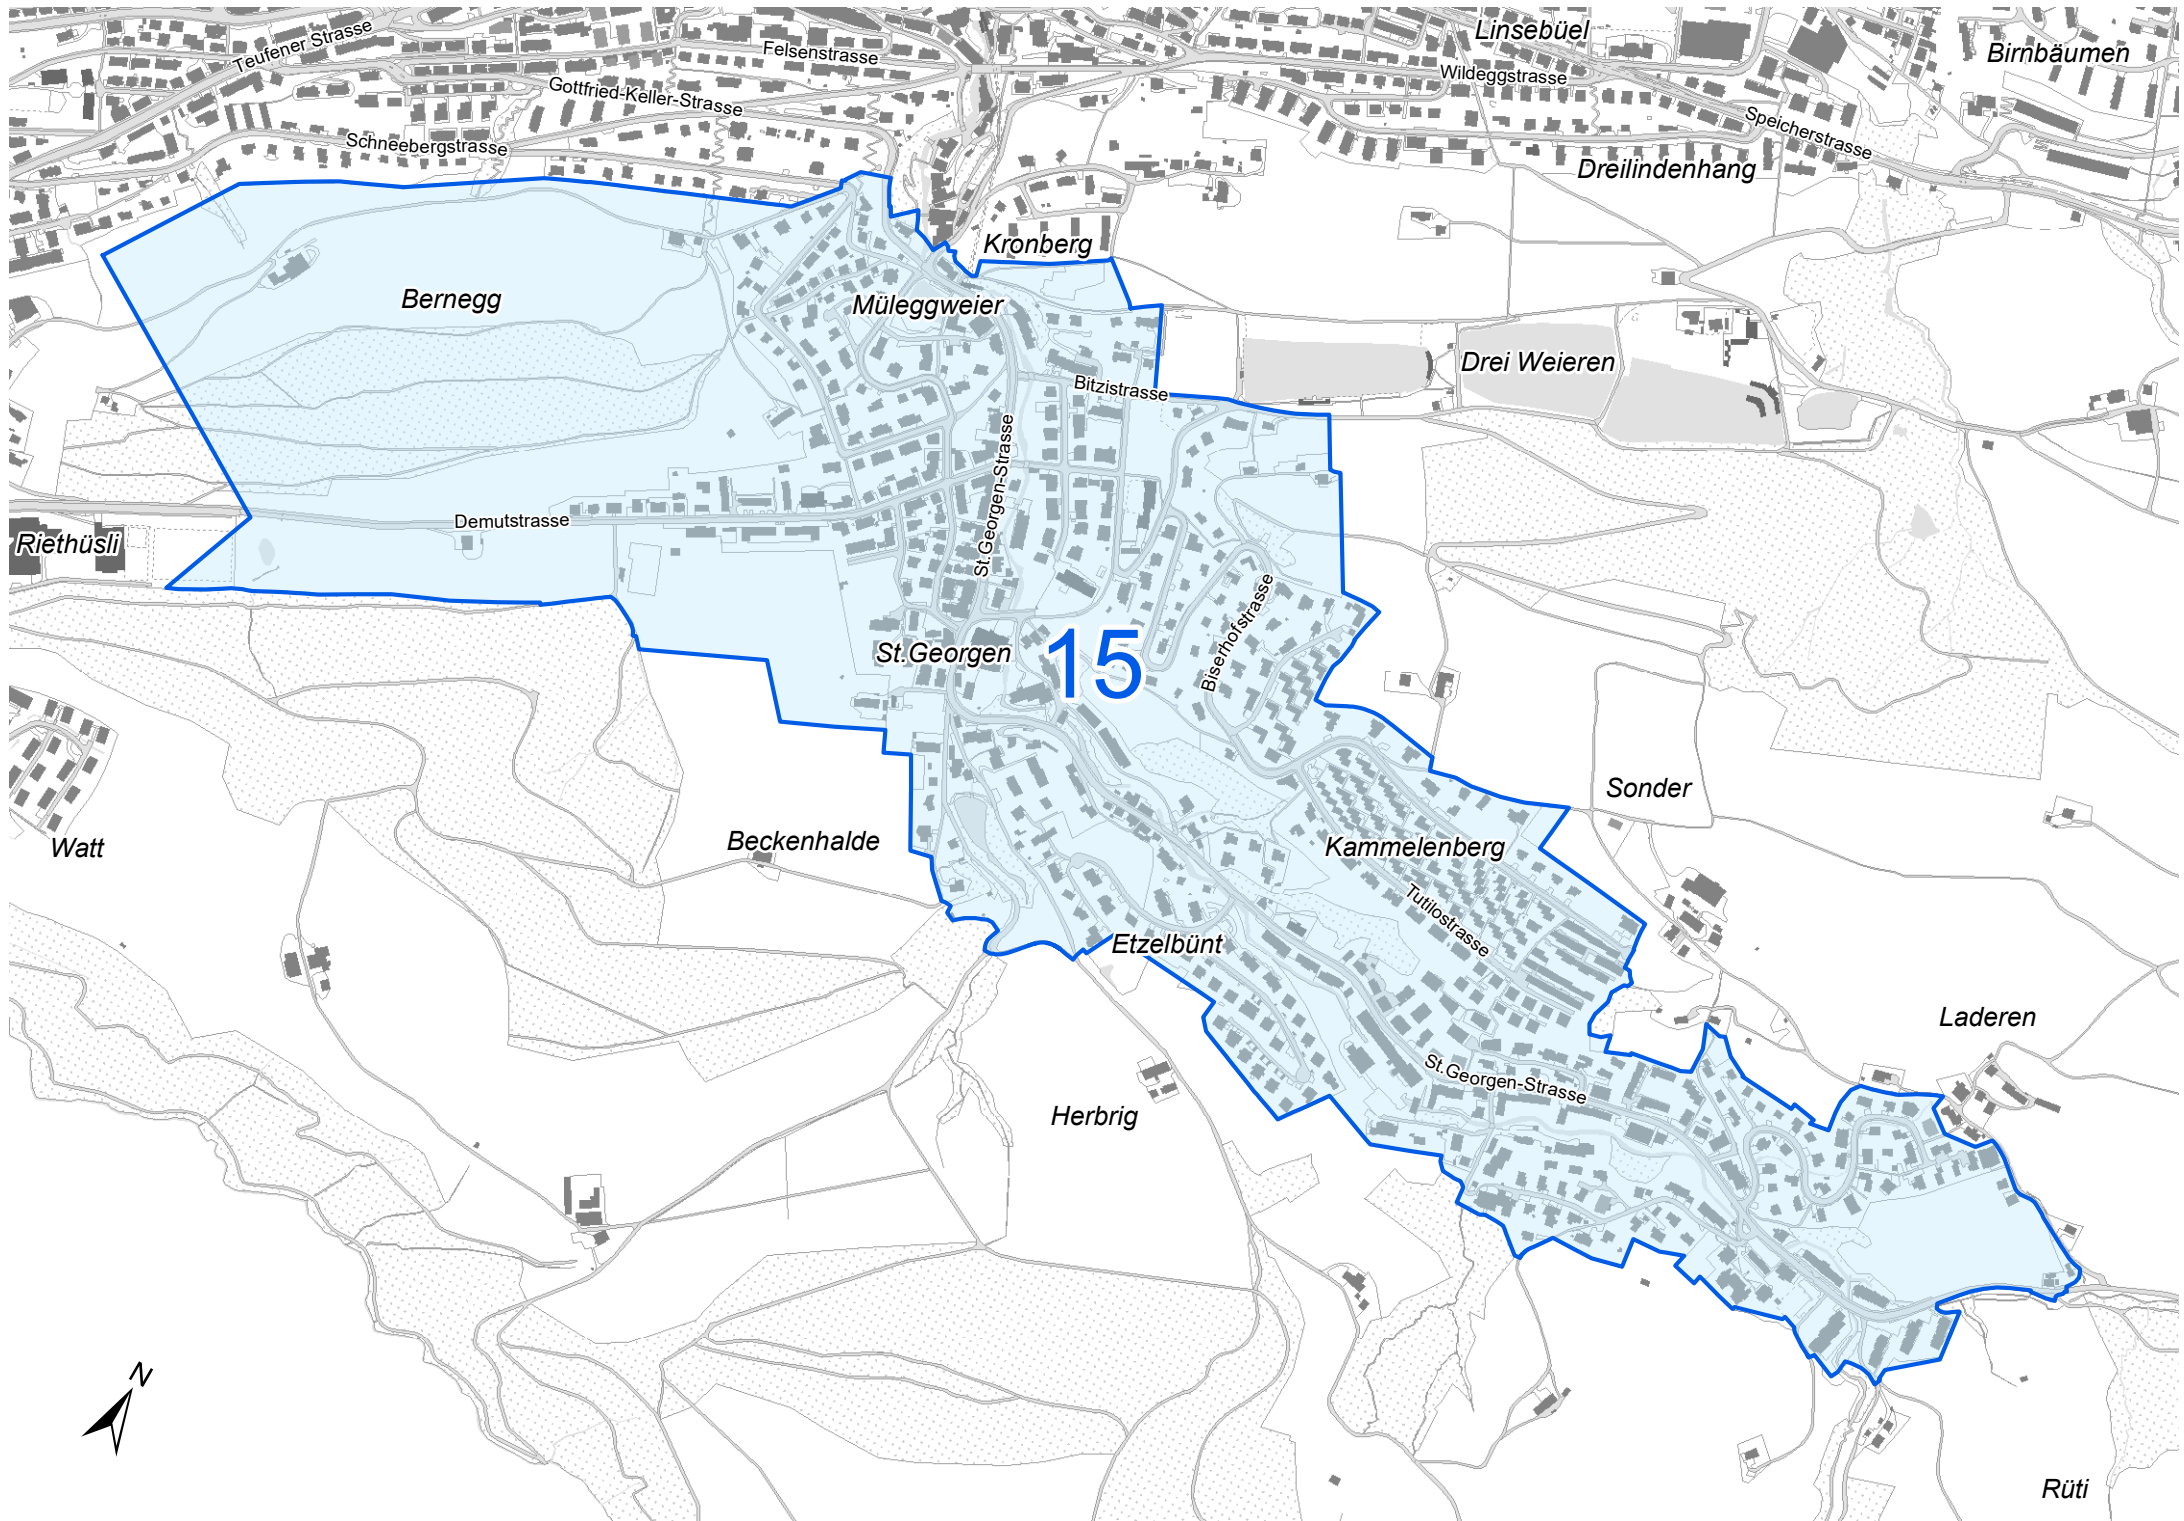 Linsebüel
Teufener Strasse
Felsenstrasse
Birnbäumen
Wildeggstrasse
Gottfried-Keller-Strasse
Speicherstrasse
Schneebergstrasse
Dreilindenhang
Kronberg
Bernegg
Müleggweier
Drei Weieren
Bitzistrasse
St.Georgen-Strasse
Demutstrasse
Riethüsli
Biserhofstrasse
St.Georgen
15
Sonder
Watt
Beckenhalde
Kammelenberg
Tutilostrasse
Etzelbünt
Laderen
St.Georgen-Strasse
Herbrig
N
Rüti